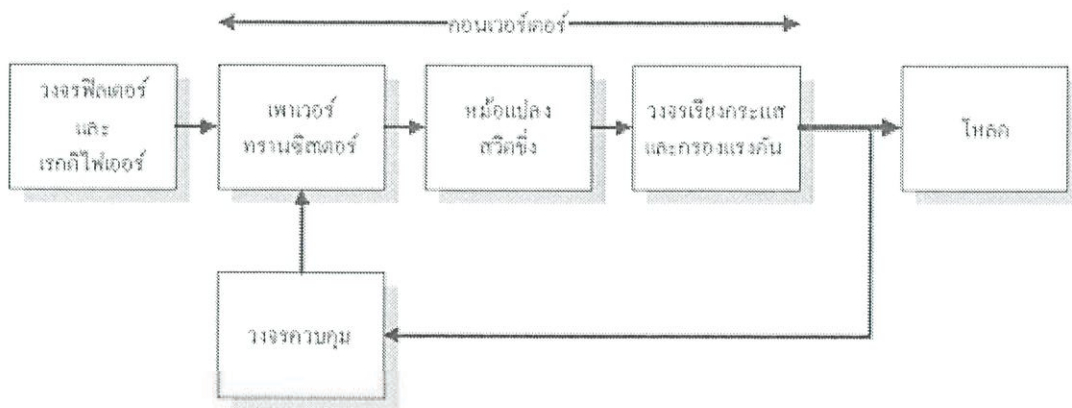 คอนเวอร์เตอร์
วงจรฟิลเตอร์
และ
เรกติไฟเออร์
เพาเวอร์
ทรานซิสเตอร์
หม้อแปลง
สวิตชิ่ง
วงจรเรียงกระแส
และกรองแรงดัน
โหลด
วงจรควบคุม